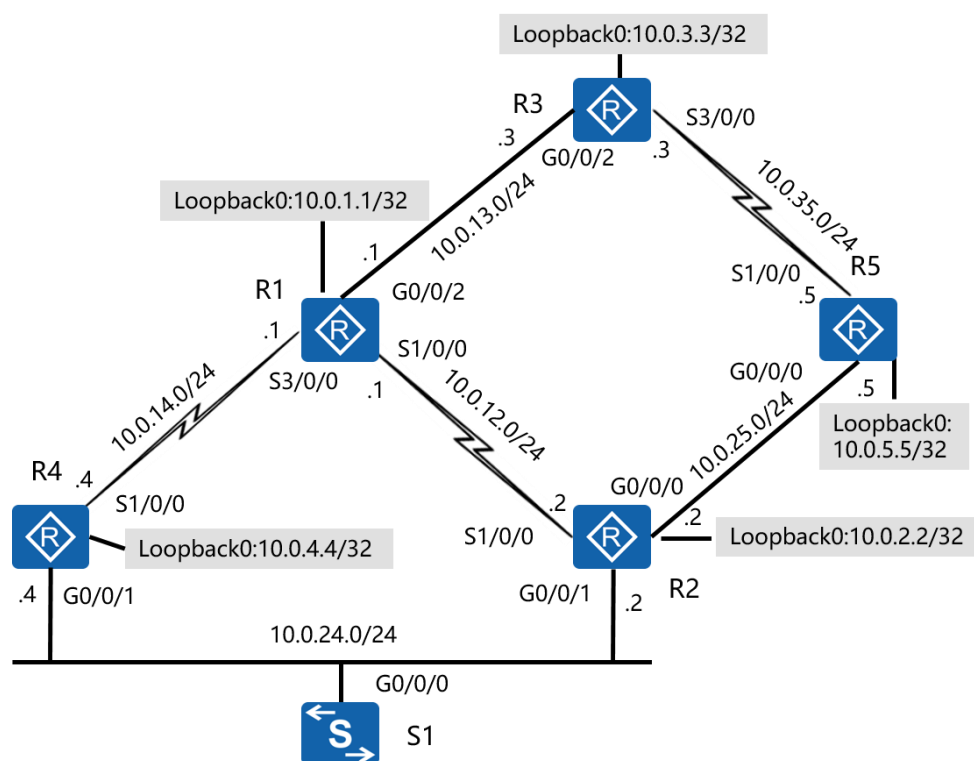 Loopback0:10.0.3.3/32
R3
R
S3/0/0
.3
G0/0/2
.3
10.0.13.0/24
10.0.35.0/24
Loopback0:10.0.1.1/32
.1
G0/0/2
R1
R
.1
S3/0/0
S1/0/0
.1
S1/0/0
R5
.5
R
G0/0/0
.5
Loopback0:
10.0.5.5/32
10.0.14.0/24
10.0.12.0/24
10.0.25.0/24
R4
.4
S1/0/0
R
Loopback0:10.0.4.4/32
.4
G0/0/1
G0/0/0
.2
.2
S1/0/0
R
Loopback0:10.0.2.2/32
G0/0/1
.2
R2
10.0.24.0/24
G0/0/0
S
S1